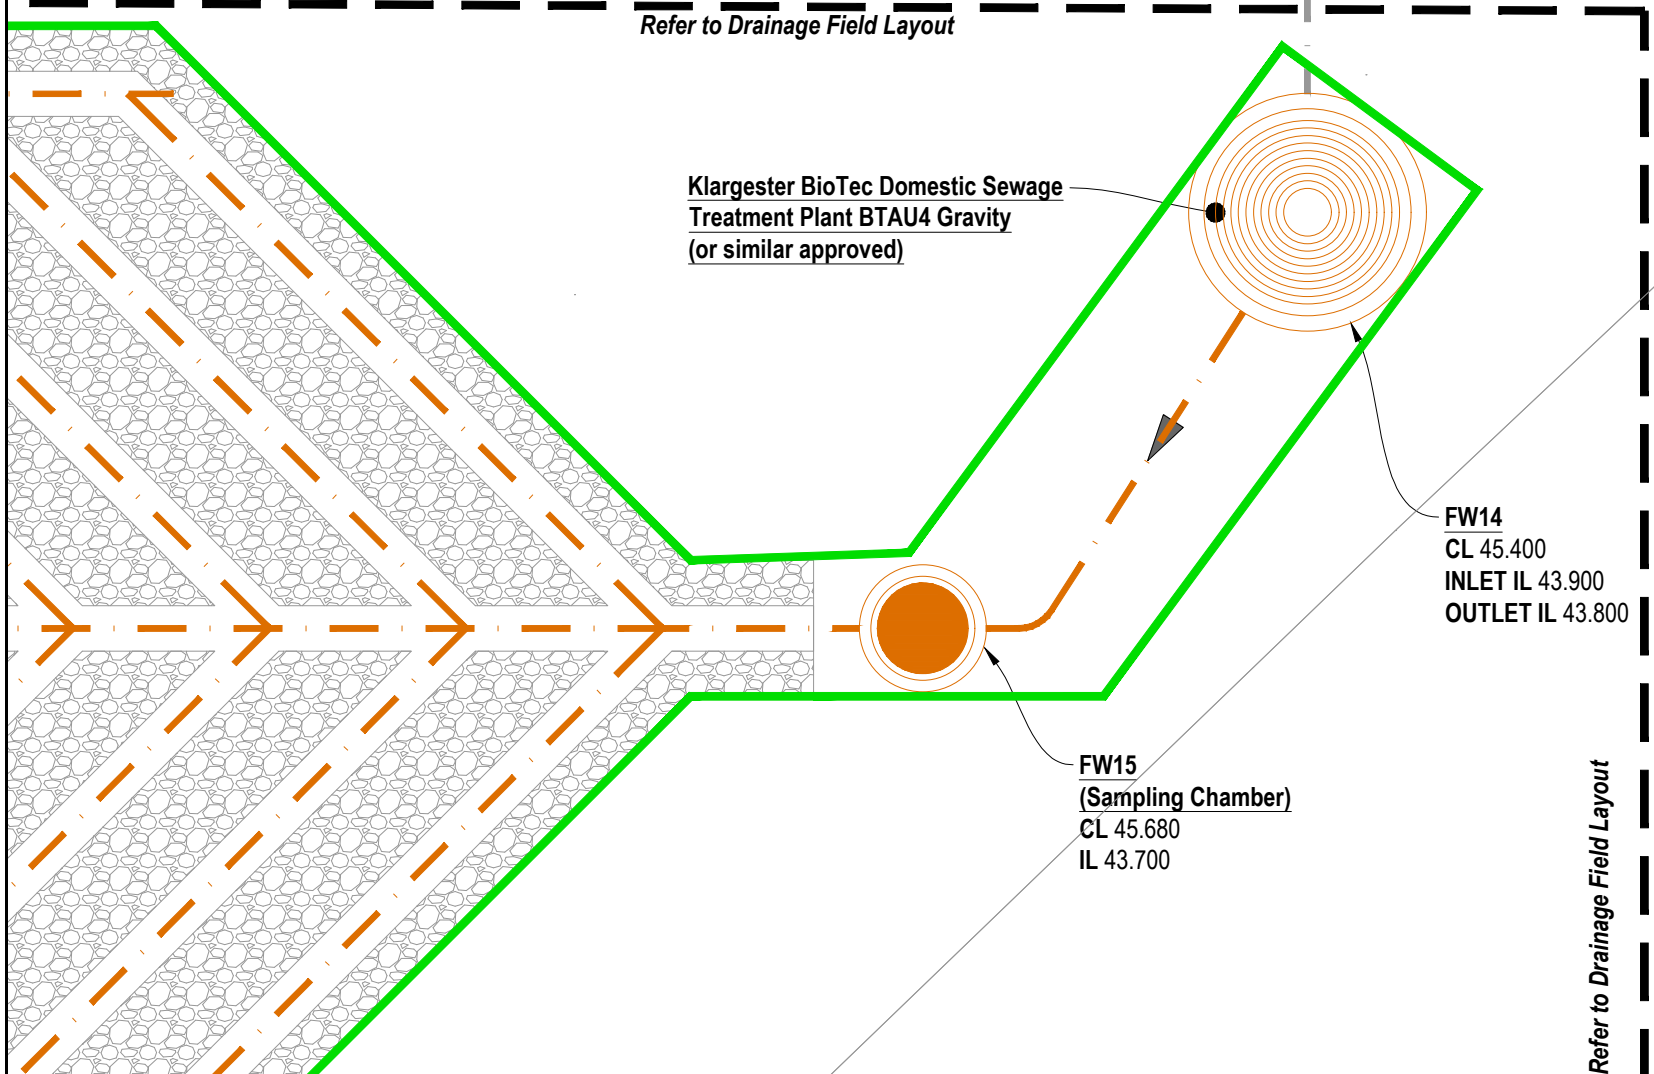 Refer to Drainage Field Layout
Klargester BioTec Domestic Sewage
Treatment Plant BTAU4 Gravity
(or similar approved)
FW14
CL 45.400
INLET IL 43.900
OUTLET IL 43.800
FW15
(Sampling Chamber)
CL 45.680
IL 43.700
Refer to Drainage Field Layout